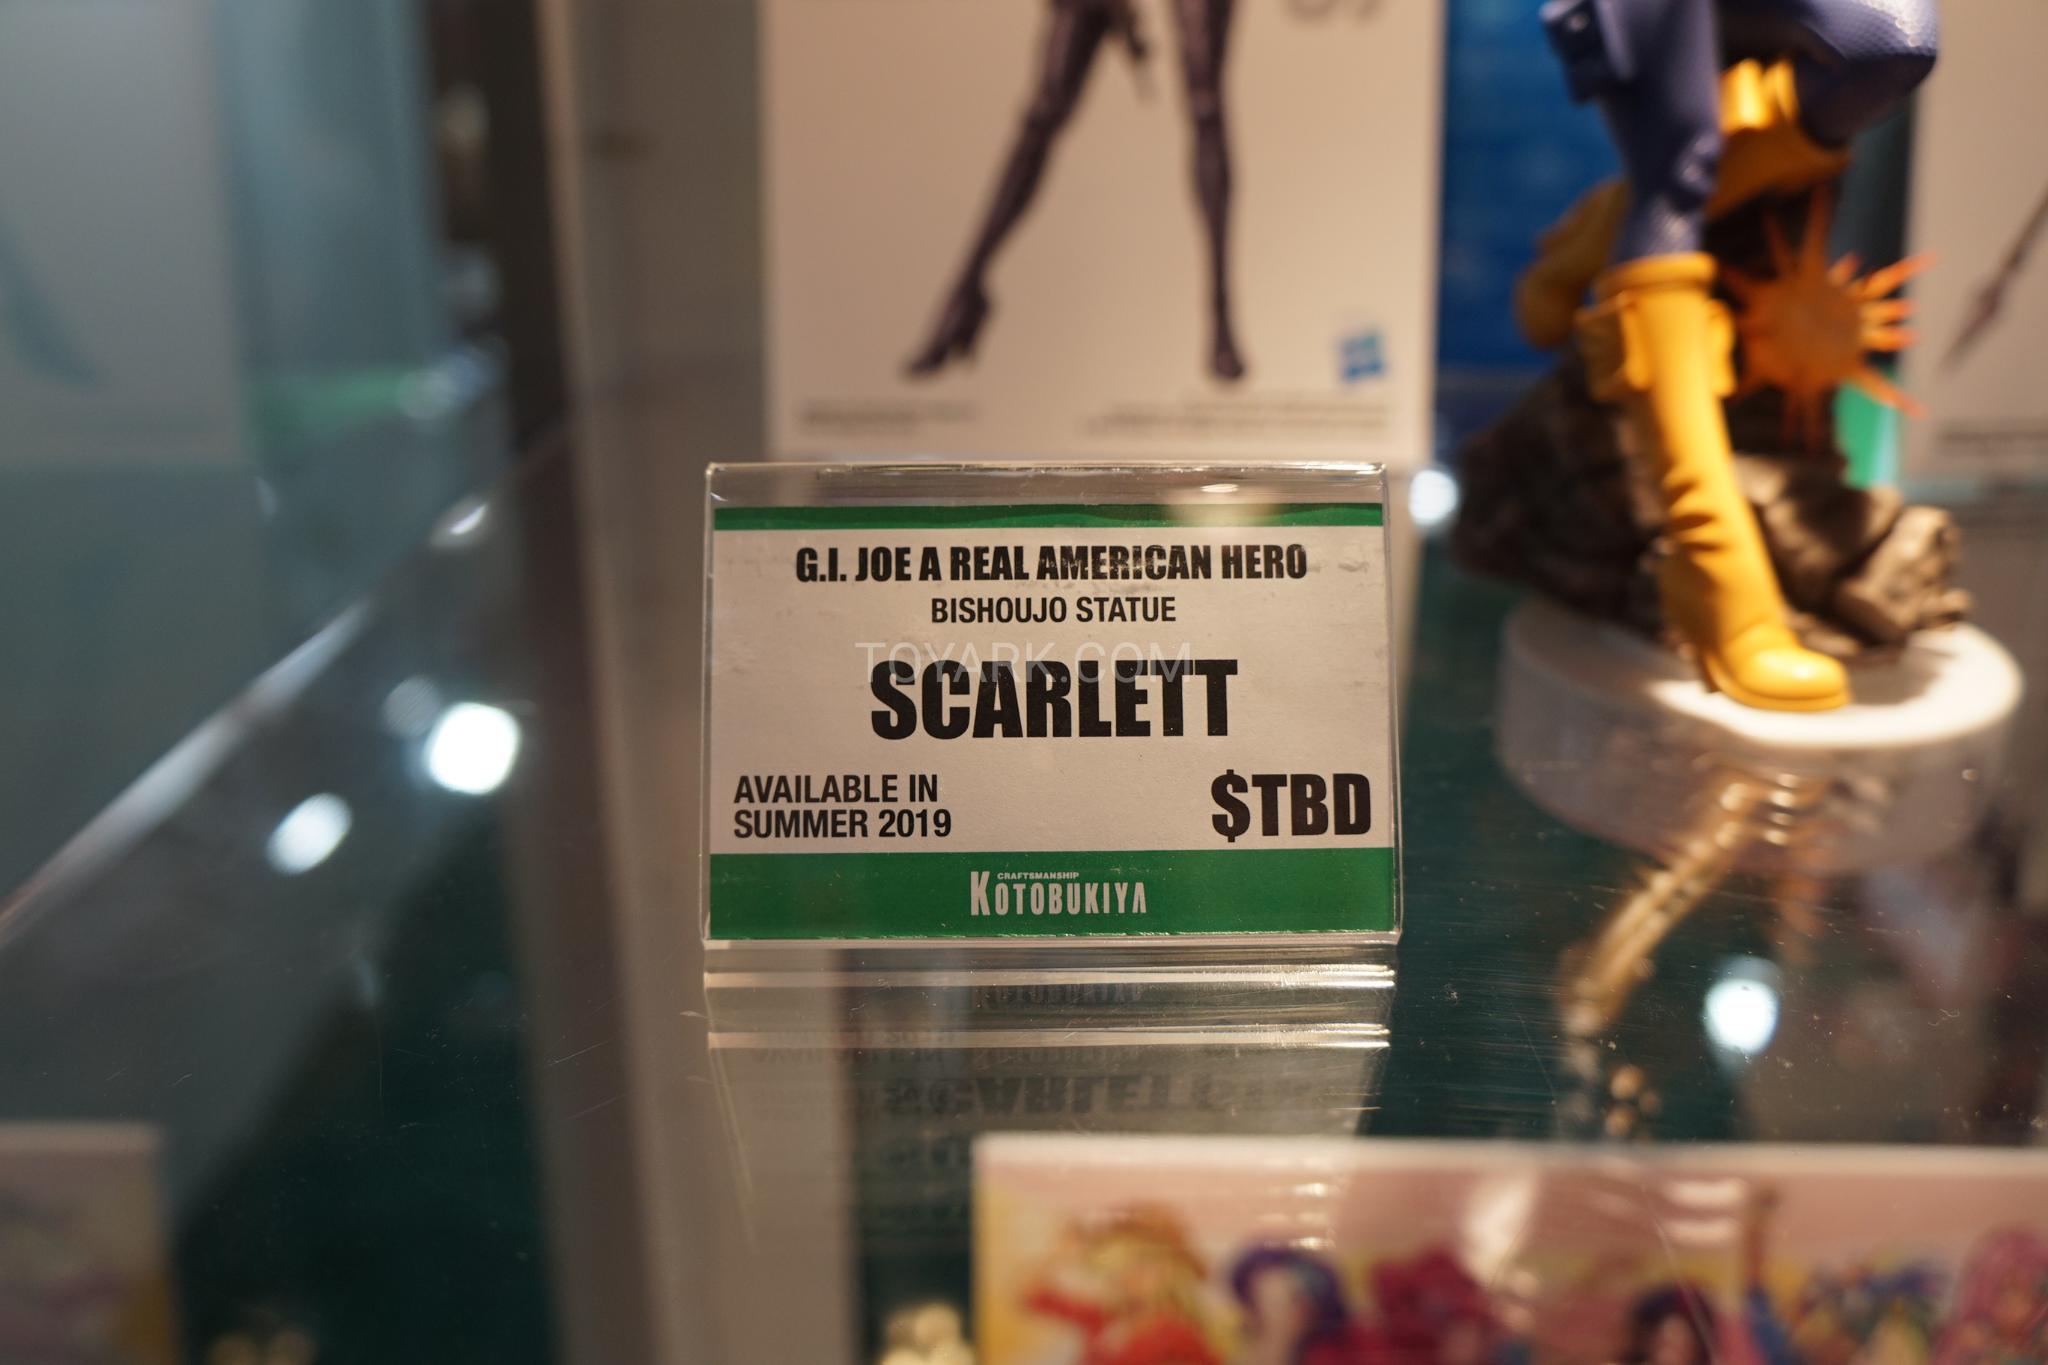 G.I. JOE A REAL AMERICAN HERO
BISHOUJO STATUE
TOYARK.COM
SCARLETT
AVAILABLE IN
SUMMER 2019
$TBD
CRAFTSMANSHIP
KOTOBUKIYA